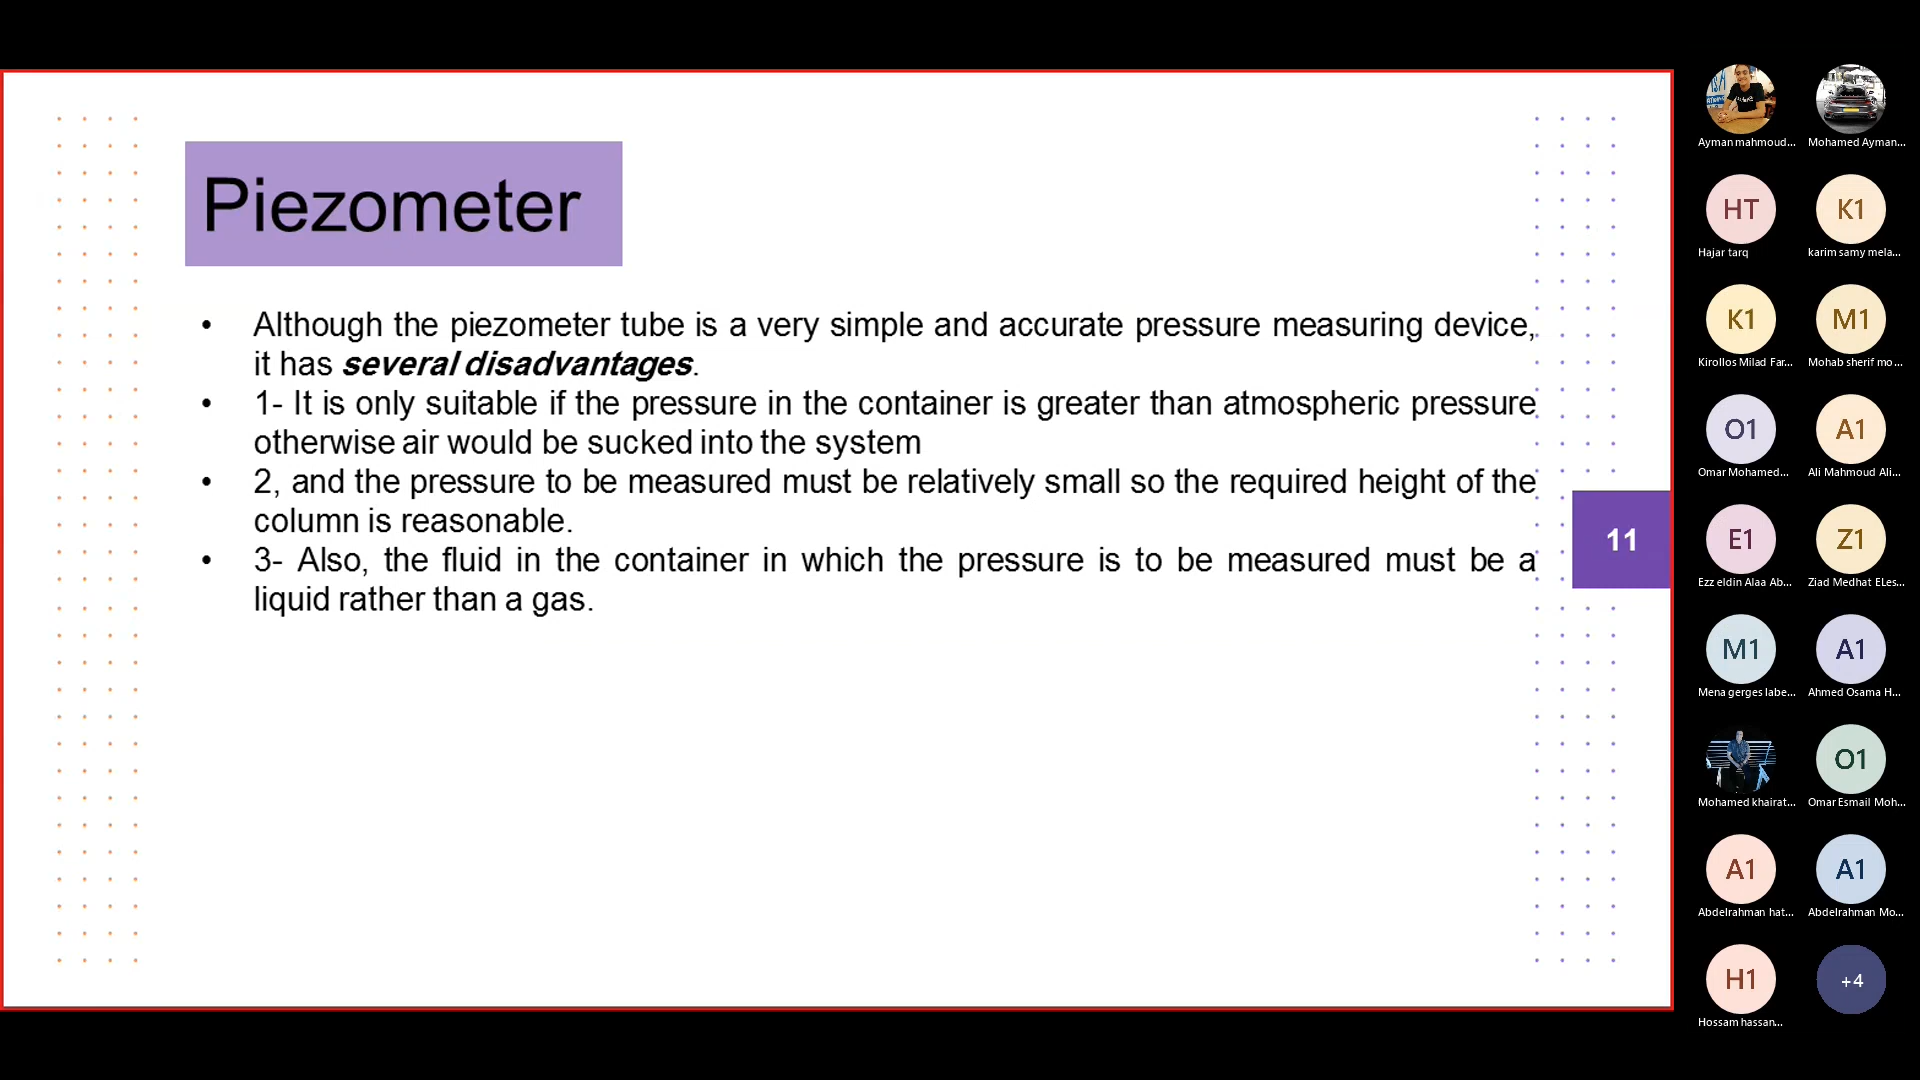 Piezometer
• Although the piezometer tube is a very simple and accurate pressure measuring device,
it has several disadvantages.
• 1- It is only suitable if the pressure in the container is greater than atmospheric pressure
otherwise air would be sucked into the system
• 2, and the pressure to be measured must be relatively small so the required height of the
column is reasonable.
• 3- Also, the fluid in the container in which the pressure is to be measured must be a
liquid rather than a gas.
11
Ayman mahmoud...
Mohamed Ayman...
HT
K1
Hajar tarq
karim samy mela...
K1
M1
Kirollos Milad Far...
Mohab sherif mo...
O1
A1
Omar Mohamed...
Ali Mahmoud Ali...
E1
Z1
Ezz eldin Alaa Ab...
Ziad Medhat ELes...
M1
A1
Mena gerges labe...
Ahmed Osama H...
O1
Mohamed khairat...
Omar Esmail Moh...
A1
A1
Abdelrahman hat...
Abdelrahman Mo...
H1
+4
Hossam hassan...